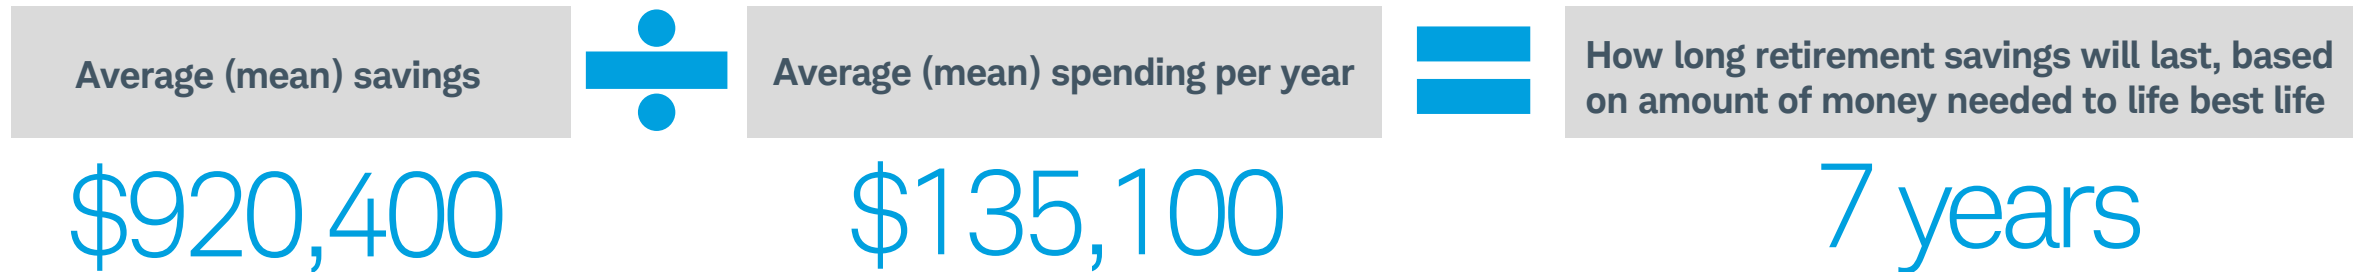 Average (mean) savings
÷
Average (mean) spending per year
=
How long retirement savings will last, based
on amount of money needed to life best life
$920,400
$135,100
7 years